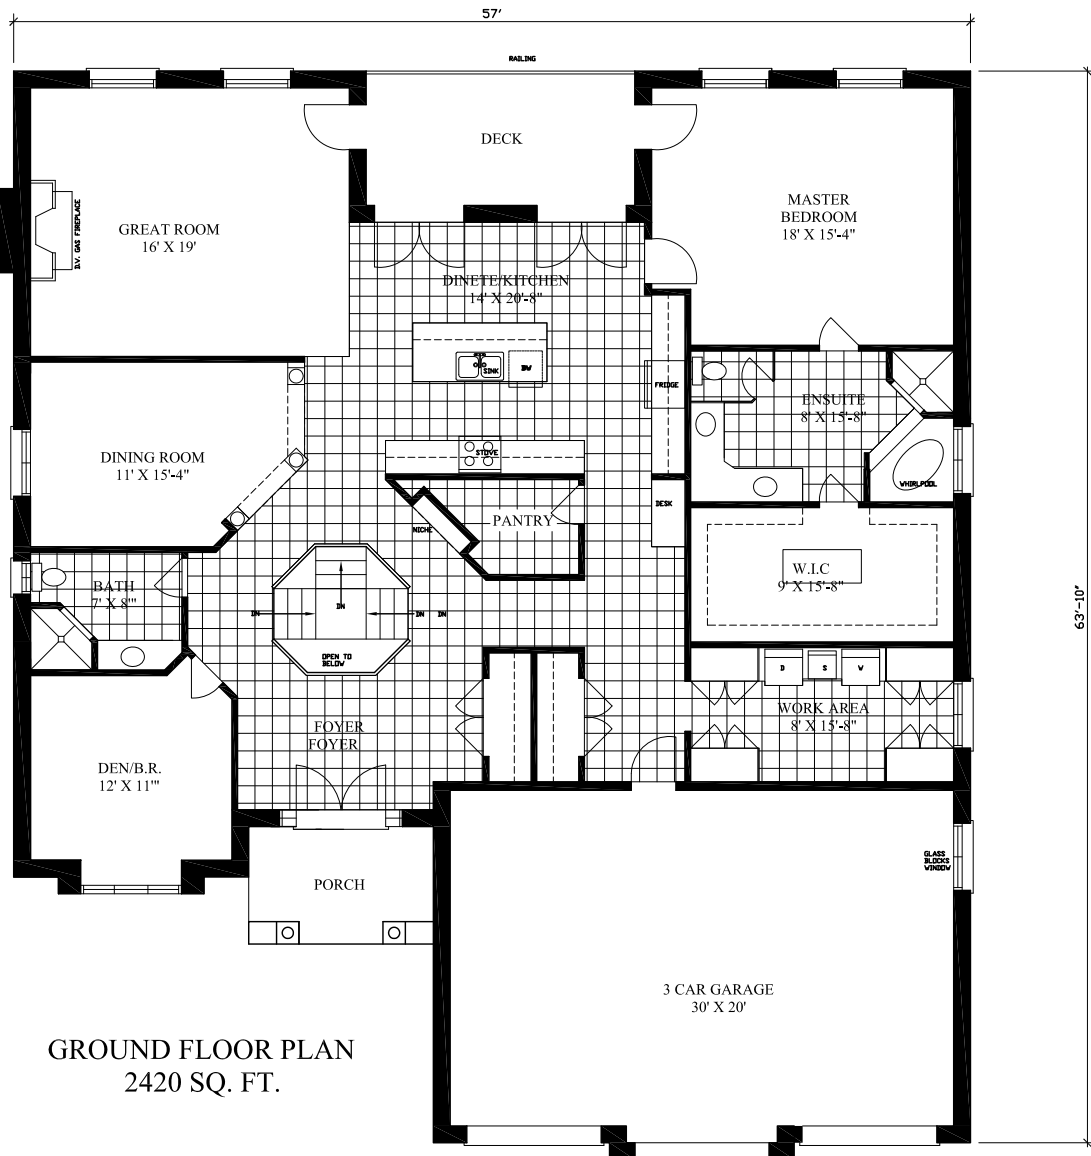 57'
RAILING
DECK
MASTER
BEDROOM
18' X 15'-4"
GREAT ROOM
16' X 19'
D.V. GAS FIREPLACE
DINETE/KITCHEN
14' X 20'-8"
SINK
DW
FRIDGE
ENSUITE
8' X 15'-8"
DINING ROOM
11' X 15'-4"
STOVE
WHIRLPOOL
DESK
PANTRY
NICHE
W.I.C
9' X 15'-8"
BATH
7' X 8'"
DN
DN
DN
DN
63'-10"
OPEN TO
BELOW
D
S
W
WORK AREA
8' X 15'-8"
FOYER
FOYER
DEN/B.R.
12' X 11'"
GLASS
BLOCKS
WINDOW
PORCH
3 CAR GARAGE
30' X 20'
GROUND FLOOR PLAN
2420 SQ. FT.